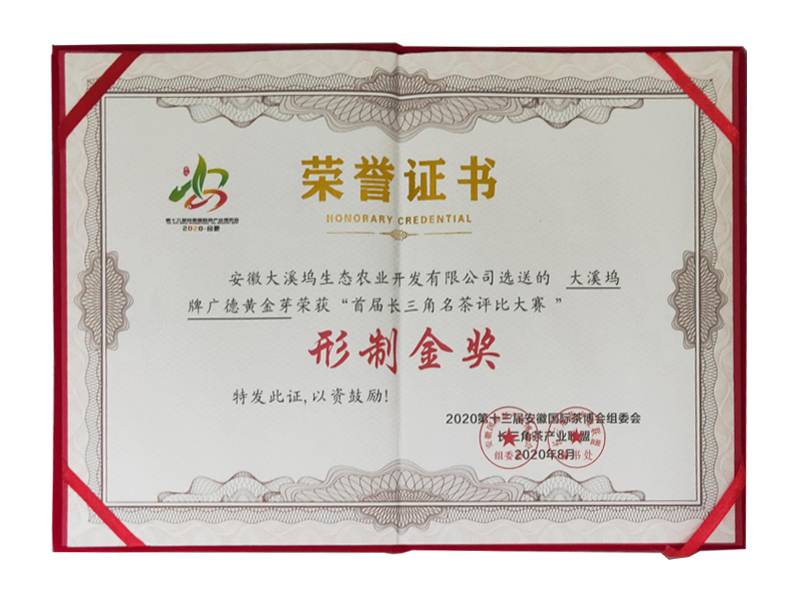 荣誉证书
HONORARY CREDENTIAL
2020·合肥
安徽大溪坞生态农业开发有限公司选送的 大溪坞
牌广德黄金芽荣获“首届长三角名茶评比大赛”
形制金奖
特发此证,以资鼓励!
2020第十三届安徽国际茶博会组委会
长三角茶产业联盟
2020年8月
组委
书处